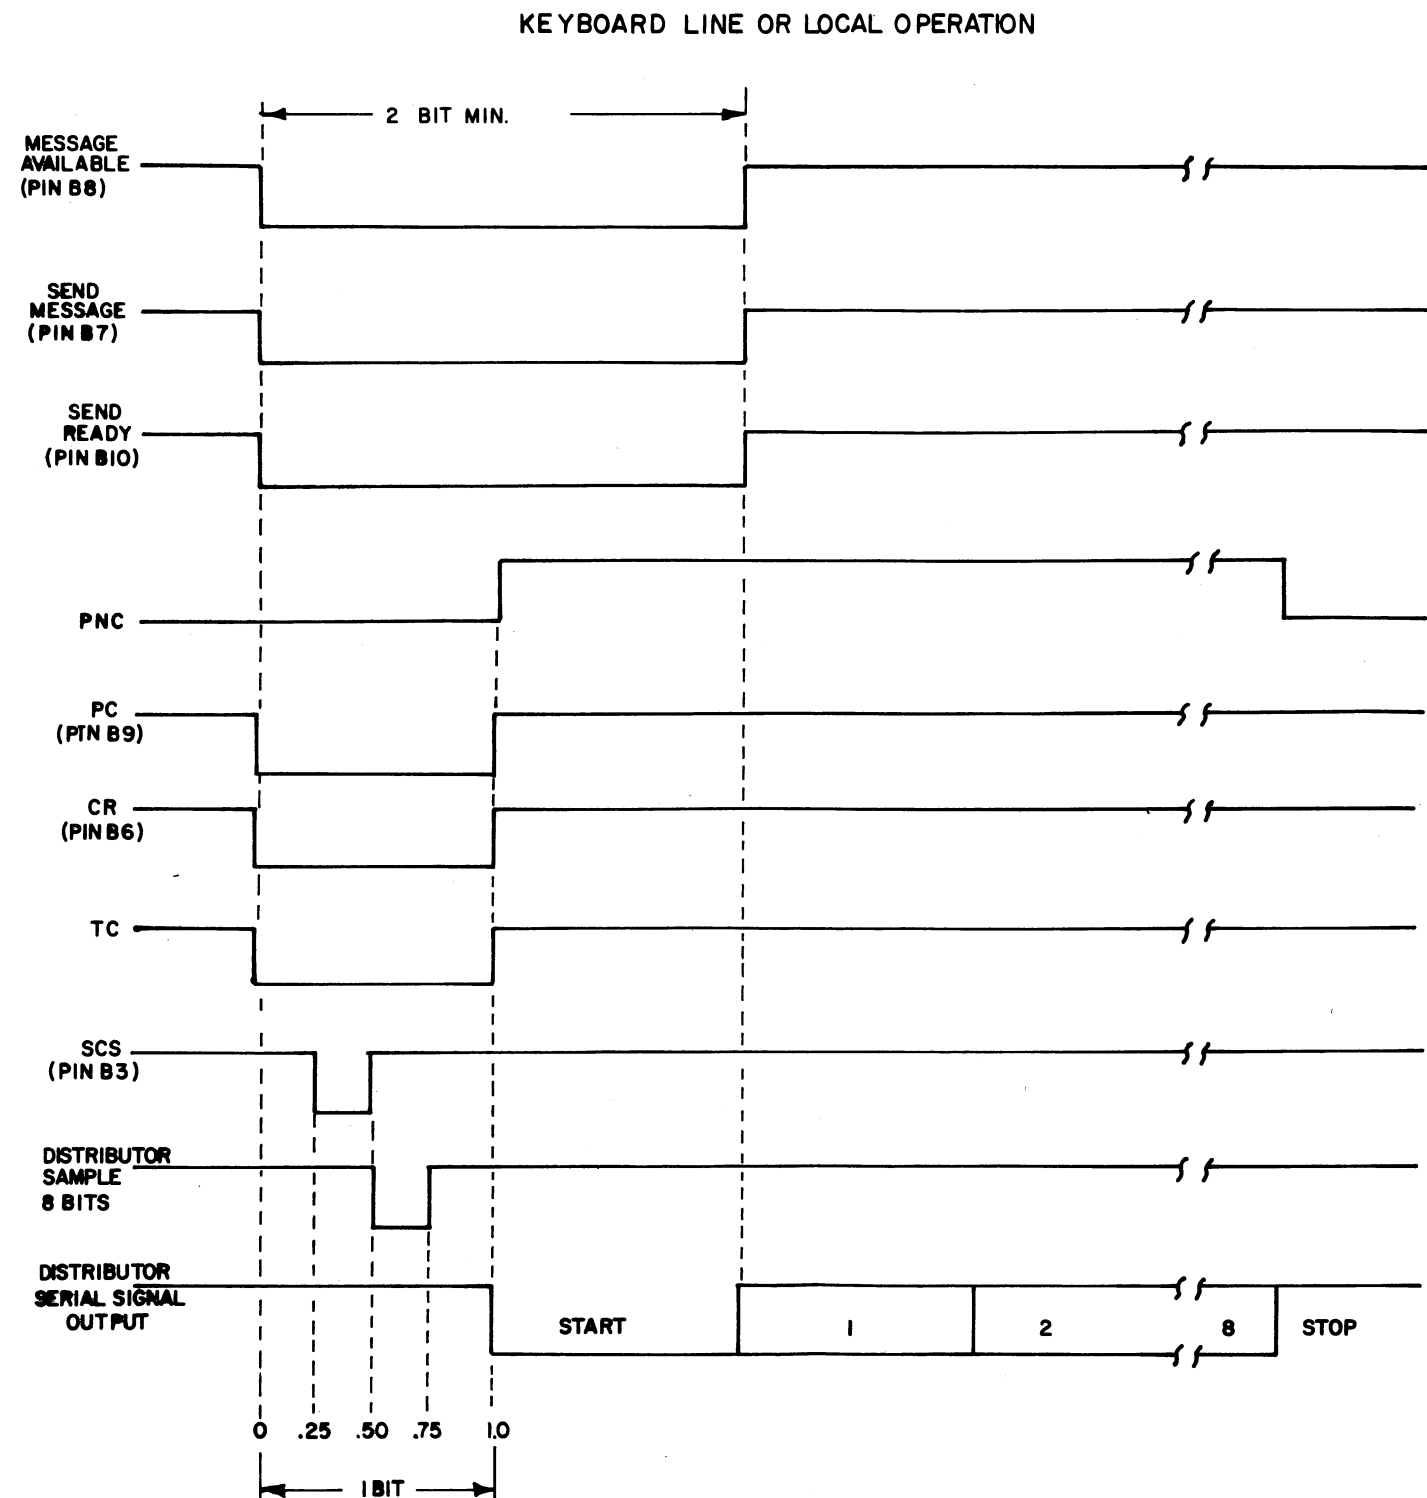 KEYBOARD LINE OR LOCAL OPERATION
2 BIT MIN.
MESSAGE
AVAILABLE
(PIN B8)
SEND
MESSAGE
(PIN B7)
SEND
READY
(PIN B10)
PNC
PC
(PIN B9)
CR
(PIN B6)
TC
SCS
(PIN B3)
DISTRIBUTOR
SAMPLE
8 BITS
DISTRIBUTOR
SERIAL SIGNAL
OUTPUT
START 1 2 8 STOP
0 .25 .50 .75 1.0
1 BIT